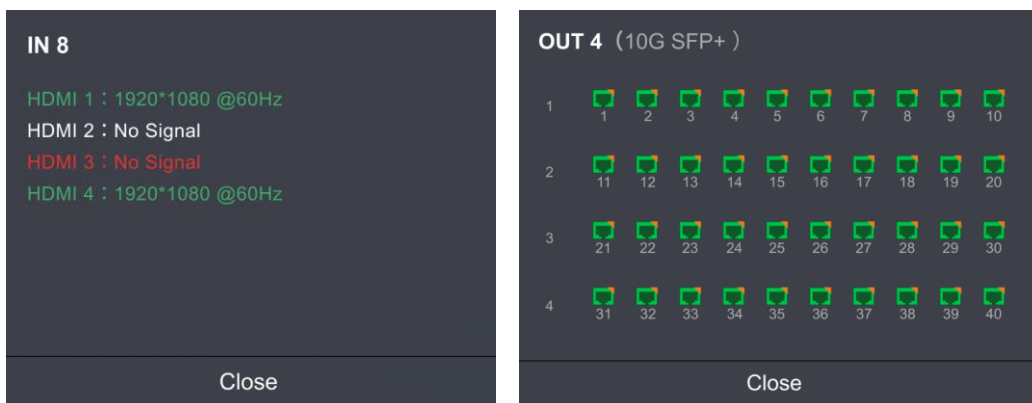 IN 8
HDMI 1：1920*1080 @60Hz
HDMI 2：No Signal
HDMI 3：No Signal
HDMI 4：1920*1080 @60Hz
Close
OUT 4（10G SFP+ ）
1 1 2 3 4 5 6 7 8 9 10
2 11 12 13 14 15 16 17 18 19 20
3 21 22 23 24 25 26 27 28 29 30
4 31 32 33 34 35 36 37 38 39 40
Close